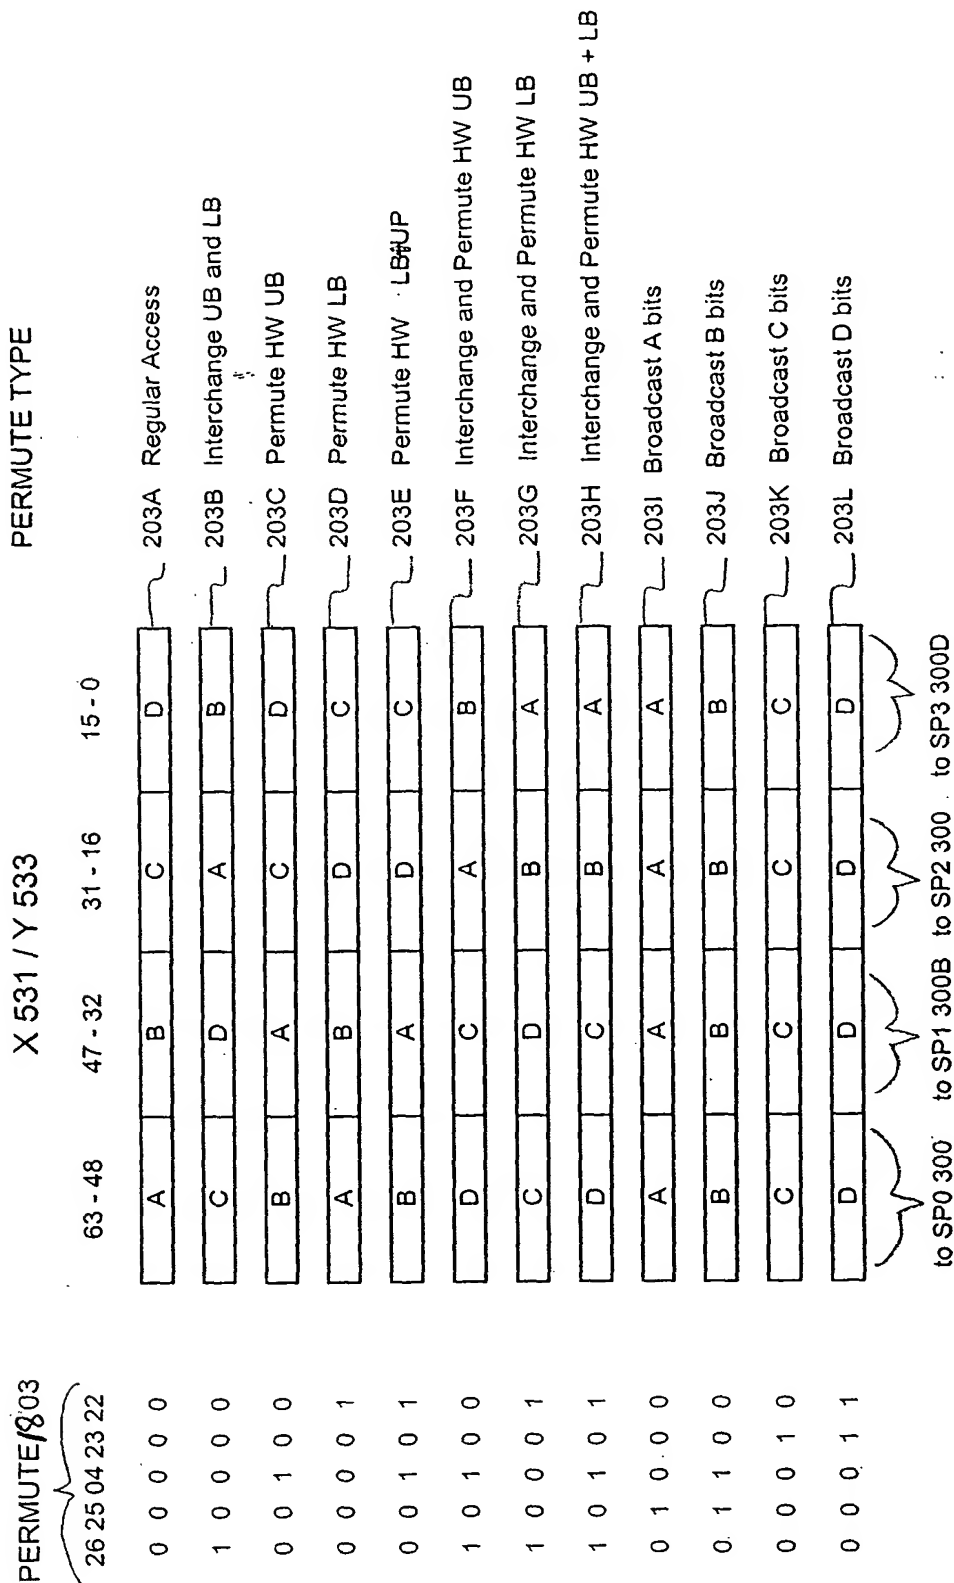 PERMUTE 1803 X 531 / Y 533 PERMUTE TYPE
26 25 04 23 22 63 - 48 47 - 32 31 - 16 15 - 0
0 0 0 0 0 A B C D 203A Regular Access
1 0 0 0 0 C D A B 203B Interchange UB and LB
0 0 1 0 0 B A C D 203C Permute HW UB
0 0 0 0 1 A B D C 203D Permute HW LB
0 0 1 0 1 B A D C 203E Permute HW
1 0 1 0 0 D C A B 203F Interchange and Permute HW UB
1 0 0 0 1 C D B A 203G Interchange and Permute HW LB
1 0 1 0 1 D C B A 203H Interchange and Permute HW UB + LB
0 1 0 0 0 A A A A 203I Broadcast A bits
0 1 1 0 0 B B B B 203J Broadcast B bits
0 0 0 1 0 C C C C 203K Broadcast C bits
0 0 0 1 1 D D D D 203L Broadcast D bits
to SP0 300 to SP1 300B to SP2 300 to SP3 300D